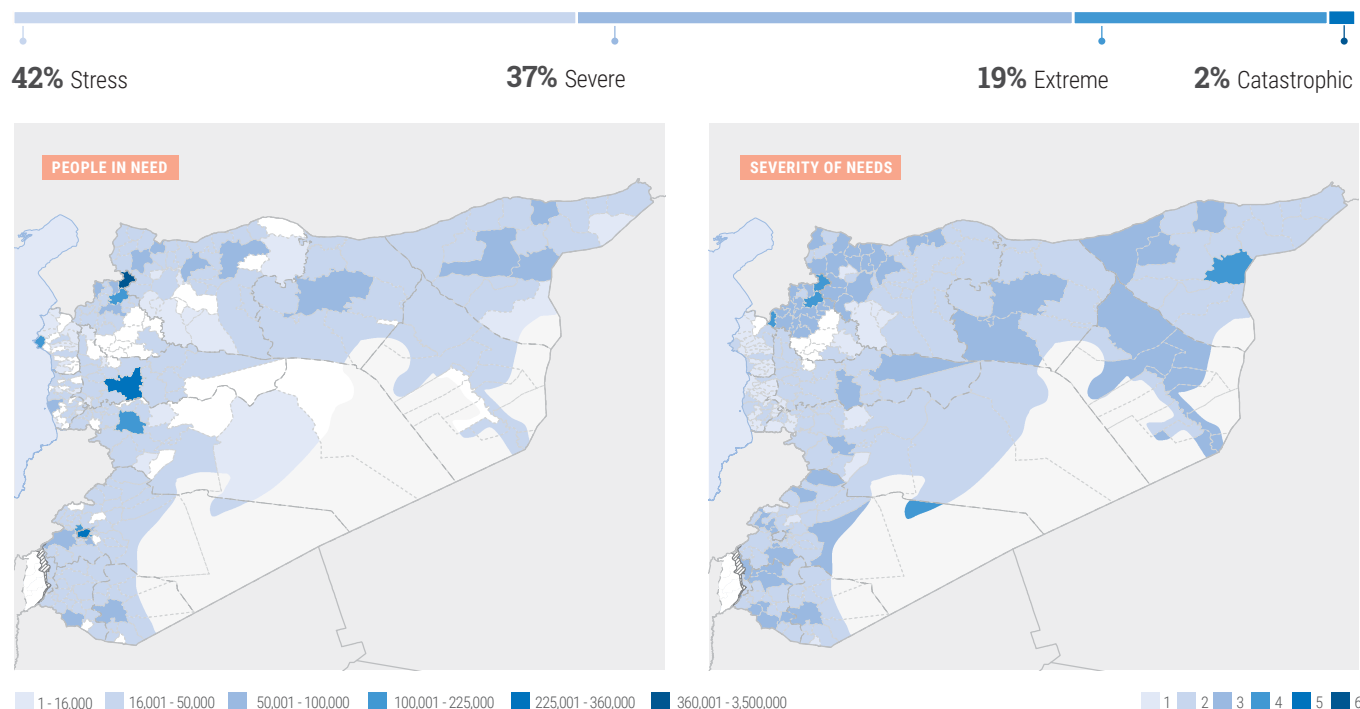 42% Stress
37% Severe
19% Extreme
2% Catastrophic
PEOPLE IN NEED
SEVERITY OF NEEDS
1 - 16,000
16,001 - 50,000
50,001 - 100,000
100,001 - 225,000
225,001 - 360,000
360,001 - 3,500,000
1
2
3
4
5
6